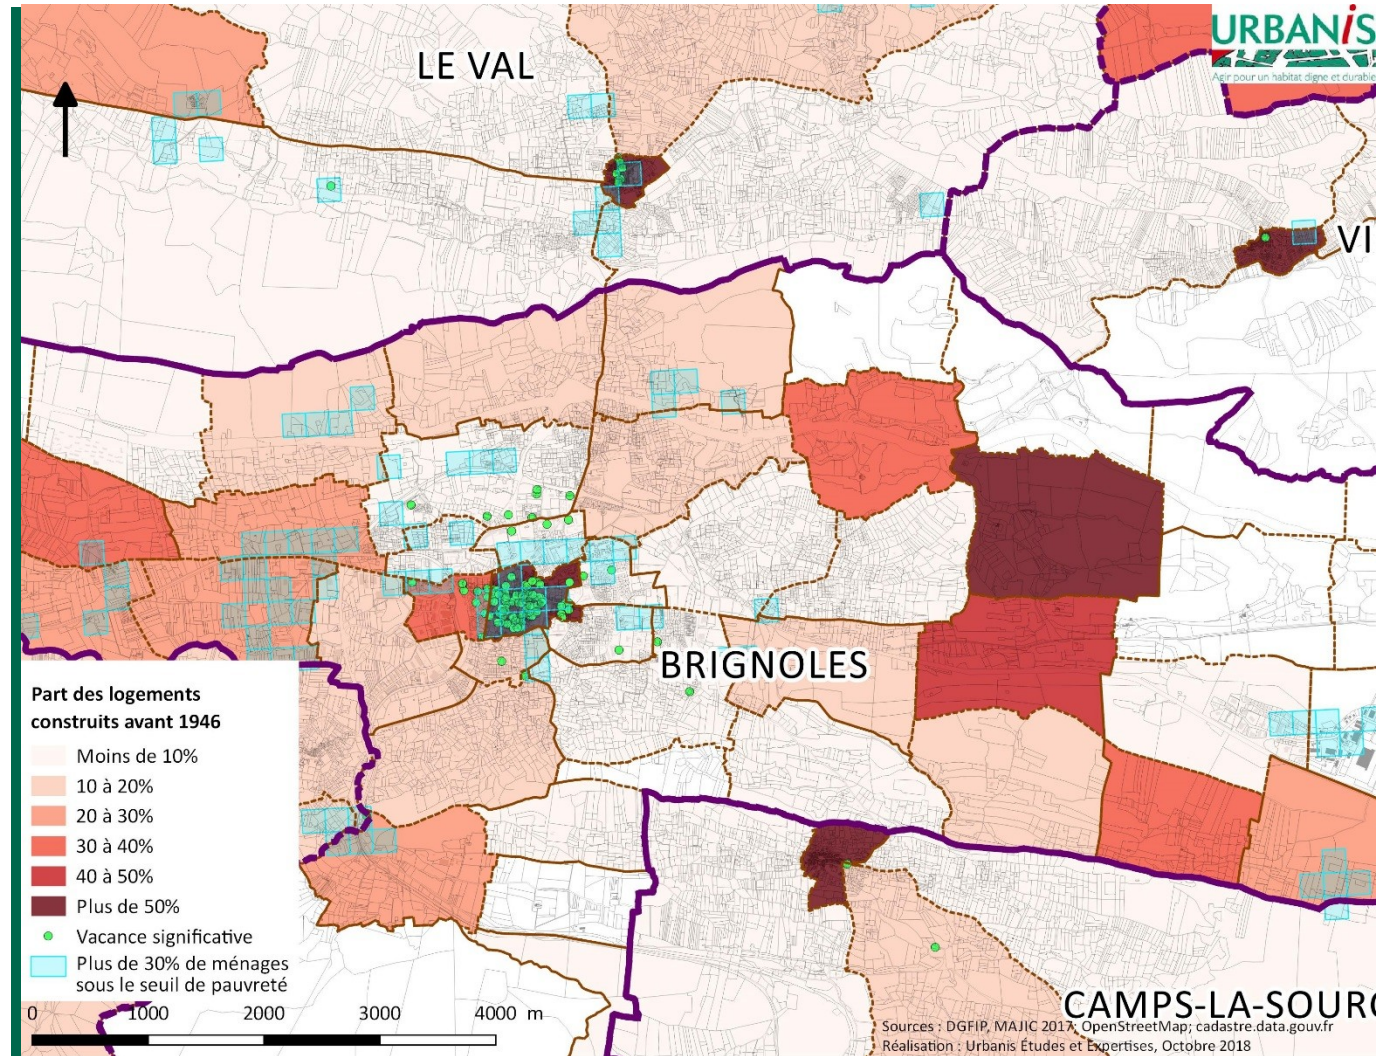 URBANiS
Agir pour un habitat digne et durable
LE VAL
VI
BRIGNOLES
Part des logements
construits avant 1946
Moins de 10%
10 à 20%
20 à 30%
30 à 40%
40 à 50%
Plus de 50%
Vacance significative
Plus de 30% de ménages
sous le seuil de pauvreté
0 1000 2000 3000 4000 m
CAMPS-LA-SOURC
Sources : DGFIP, MAJIC 2017; OpenStreetMap; cadastre.data.gouv.fr
Réalisation : Urbanis Études et Expertises, Octobre 2018